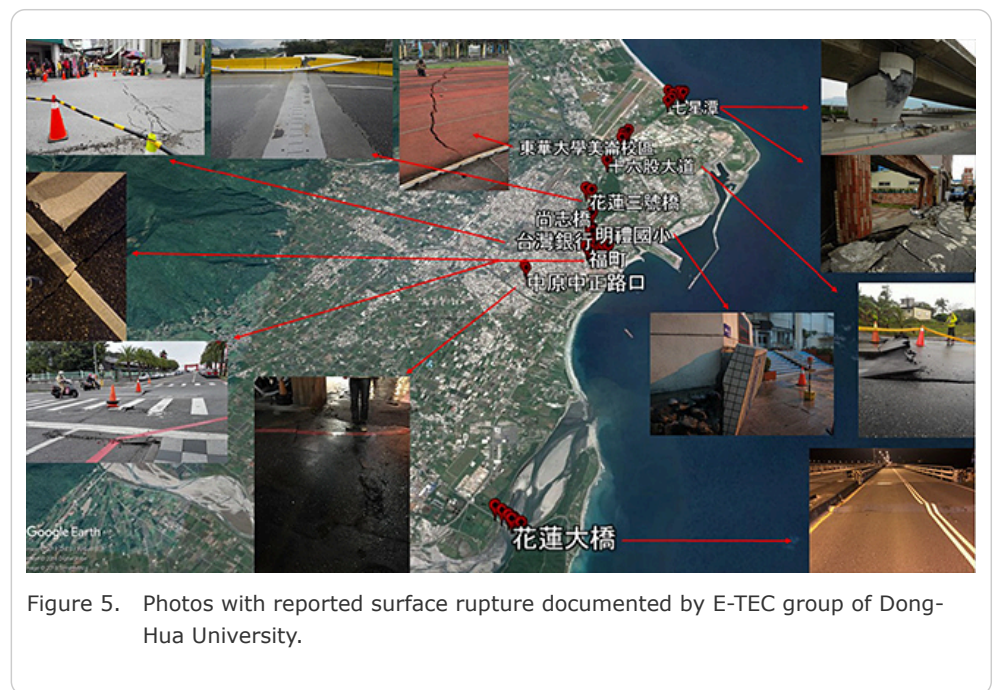 七星潭
東華大學美崙校區
十六股大道
花蓮三號橋
尚志橋
台灣銀行
明禮國小
福町
中原中正路口
花蓮大橋
Google Earth
Figure 5. Photos with reported surface rupture documented by E-TEC group of Dong-
Hua University.